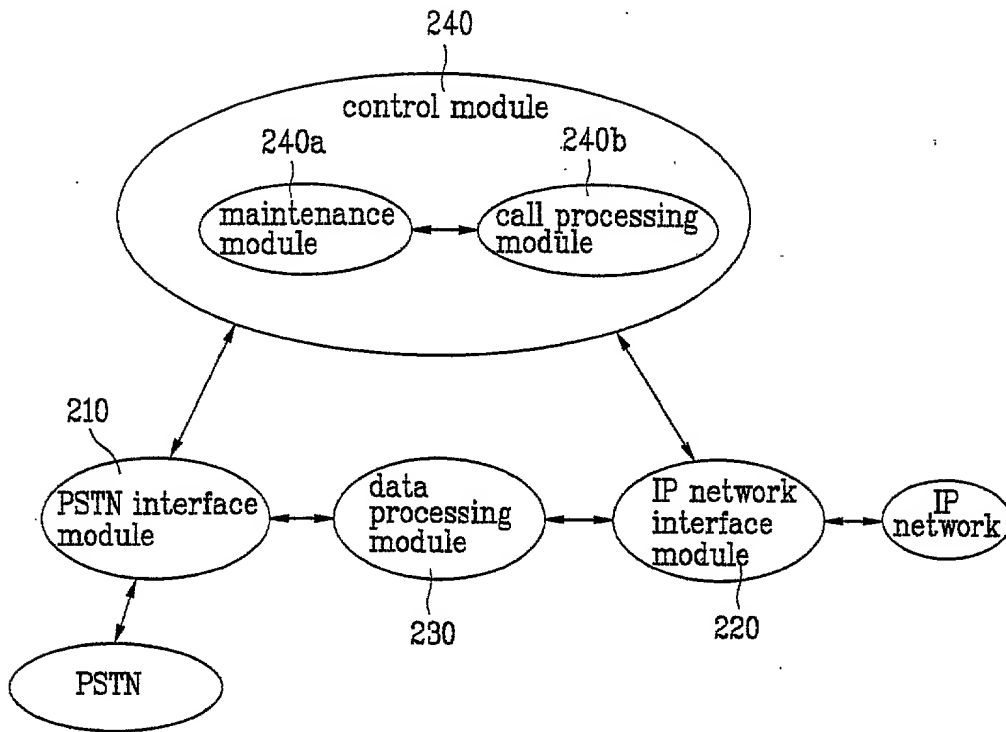 240
control module
240a
240b
maintenance
module
call processing
module
210
PSTN interface
module
data
processing
module
IP network
interface
module
IP
network
230
220
PSTN